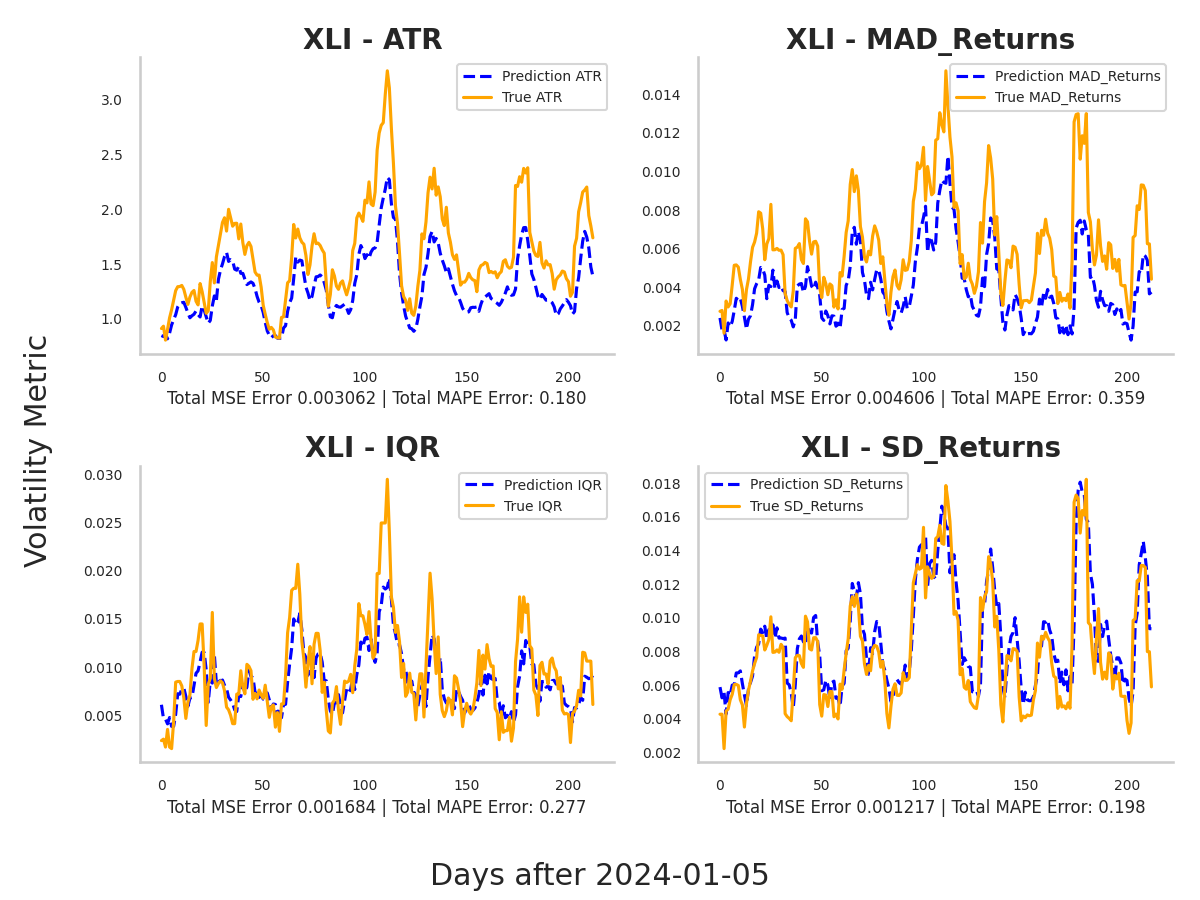 XLI - ATR
Prediction ATR
True ATR
3.0
2.5
2.0
1.5
1.0
0 50 100 150 200
Total MSE Error 0.003062 | Total MAPE Error: 0.180
XLI - MAD_Returns
Prediction MAD_Returns
True MAD_Returns
0.014
0.012
0.010
0.008
0.006
0.004
0.002
0 50 100 150 200
Total MSE Error 0.004606 | Total MAPE Error: 0.359
Volatility Metric
XLI - IQR
Prediction IQR
True IQR
0.030
0.025
0.020
0.015
0.010
0.005
0 50 100 150 200
Total MSE Error 0.001684 | Total MAPE Error: 0.277
XLI - SD_Returns
Prediction SD_Returns
True SD_Returns
0.018
0.016
0.014
0.012
0.010
0.008
0.006
0.004
0.002
0 50 100 150 200
Total MSE Error 0.001217 | Total MAPE Error: 0.198
Days after 2024-01-05